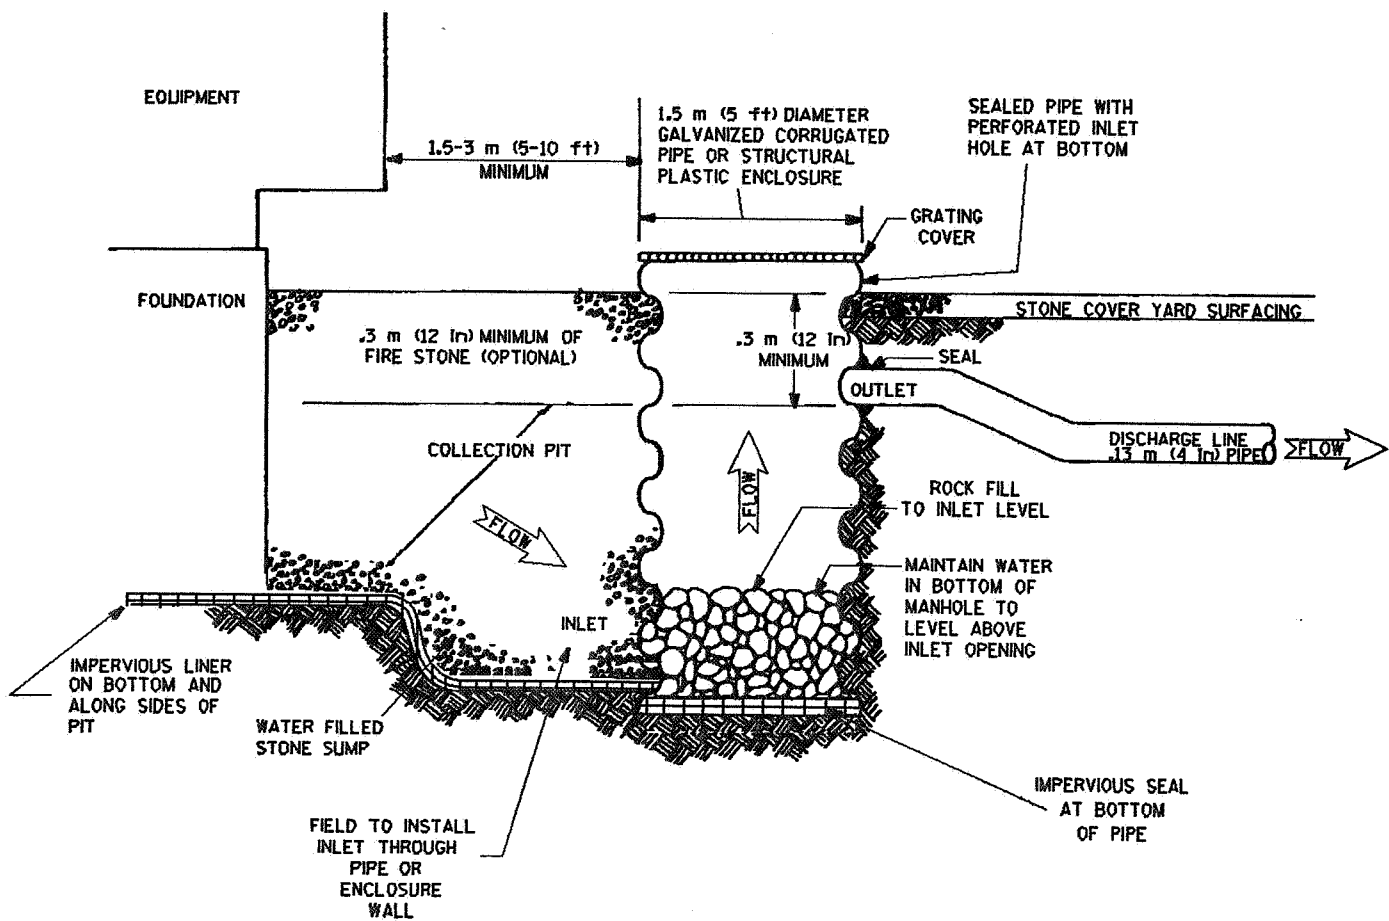 EQUIPMENT
1.5-3 m (5-10 ft)
MINIMUM
1.5 m (5 ft) DIAMETER
GALVANIZED CORRUGATED
PIPE OR STRUCTURAL
PLASTIC ENCLOSURE
SEALED PIPE WITH
PERFORATED INLET
HOLE AT BOTTOM
GRATING
COVER
FOUNDATION
.3 m (12 in) MINIMUM OF
FIRE STONE (OPTIONAL)
.3 m (12 in)
MINIMUM
STONE COVER YARD SURFACING
SEAL
OUTLET
COLLECTION PIT
DISCHARGE LINE
.13 m (4 in) PIPE
FLOW
FLOW
FLOW
ROCK FILL
TO INLET LEVEL
MAINTAIN WATER
IN BOTTOM OF
MANHOLE TO
LEVEL ABOVE
INLET OPENING
INLET
IMPERVIOUS LINER
ON BOTTOM AND
ALONG SIDES OF
PIT
WATER FILLED
STONE SUMP
IMPERVIOUS SEAL
AT BOTTOM
OF PIPE
FIELD TO INSTALL
INLET THROUGH
PIPE OR
ENCLOSURE
WALL